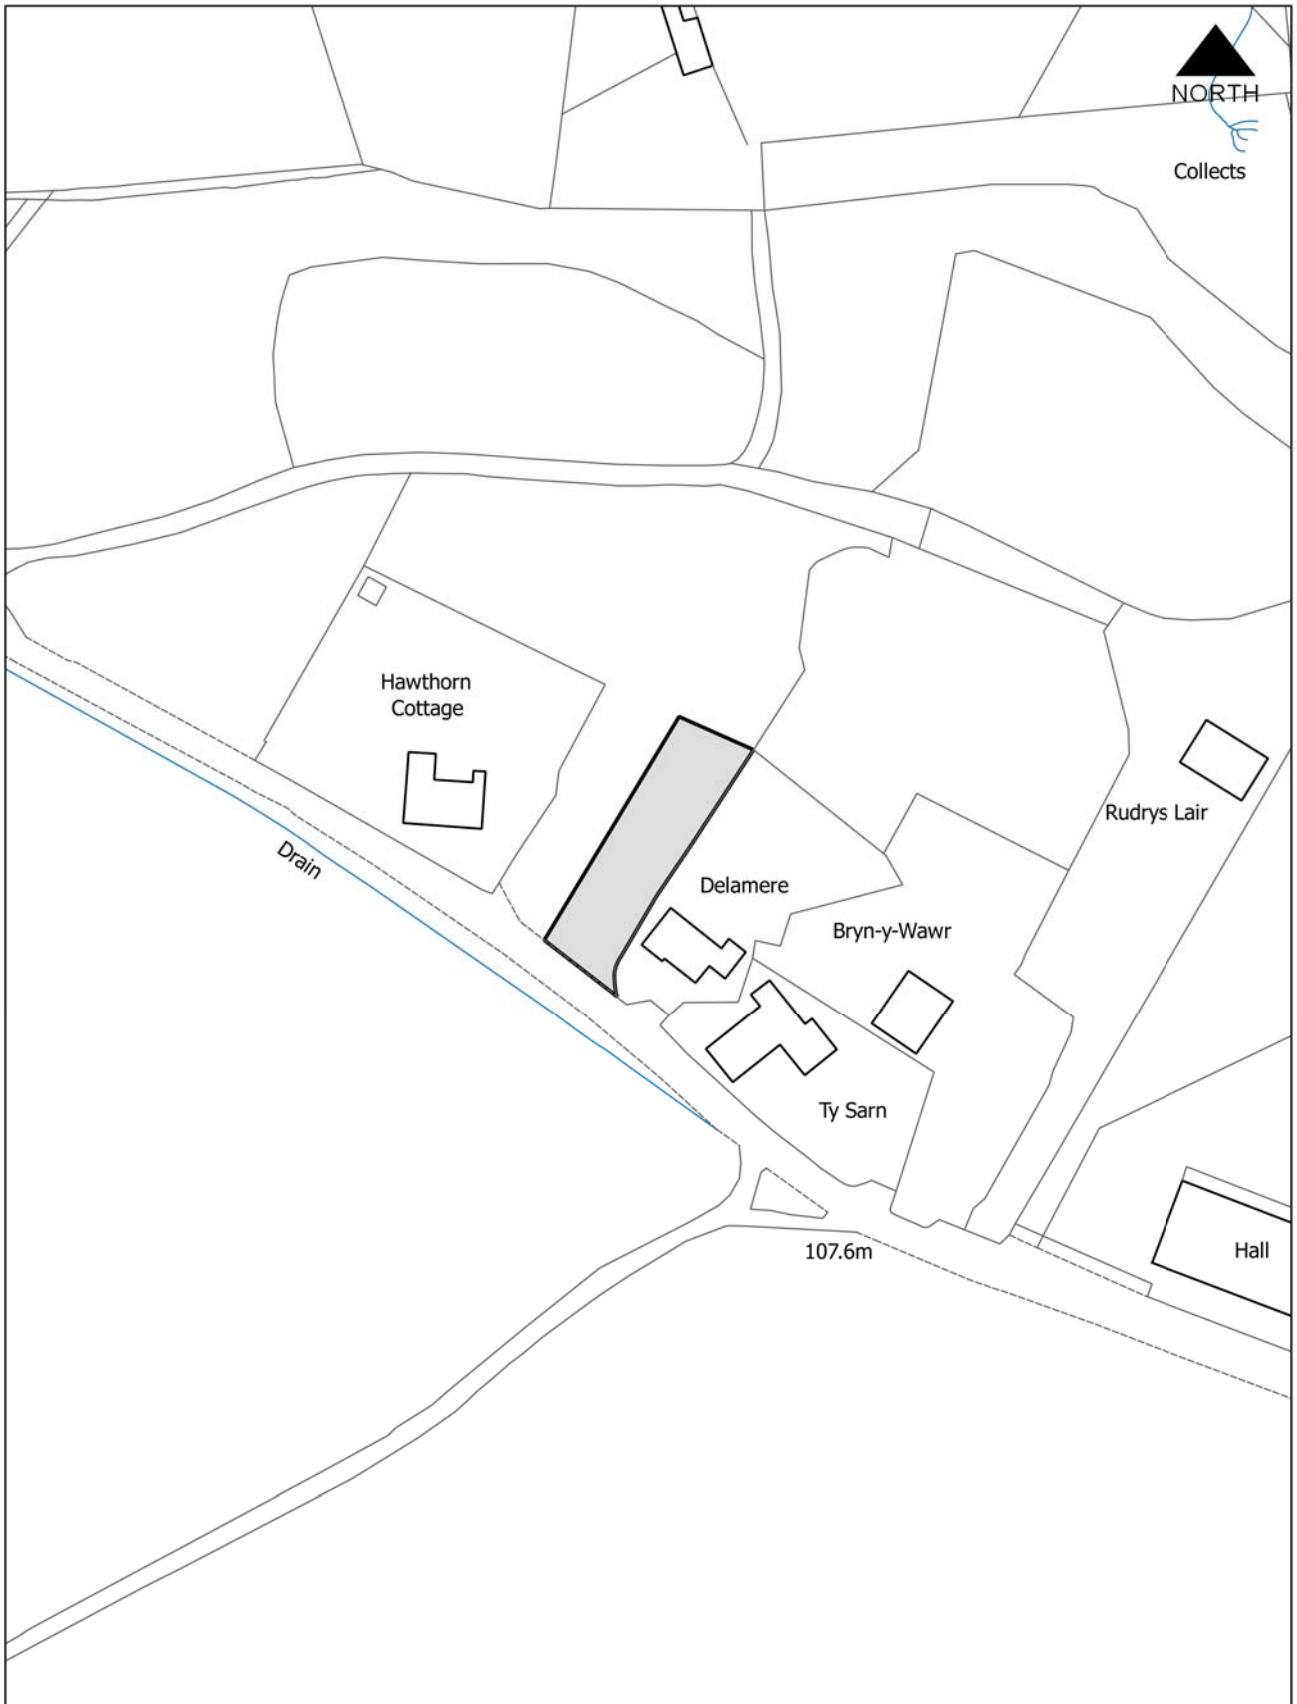 NORTH
Collects
Hawthorn
Cottage
Rudrys Lair
Drain
Delamere
Bryn-y-Wawr
Ty Sarn
107.6m
Hall